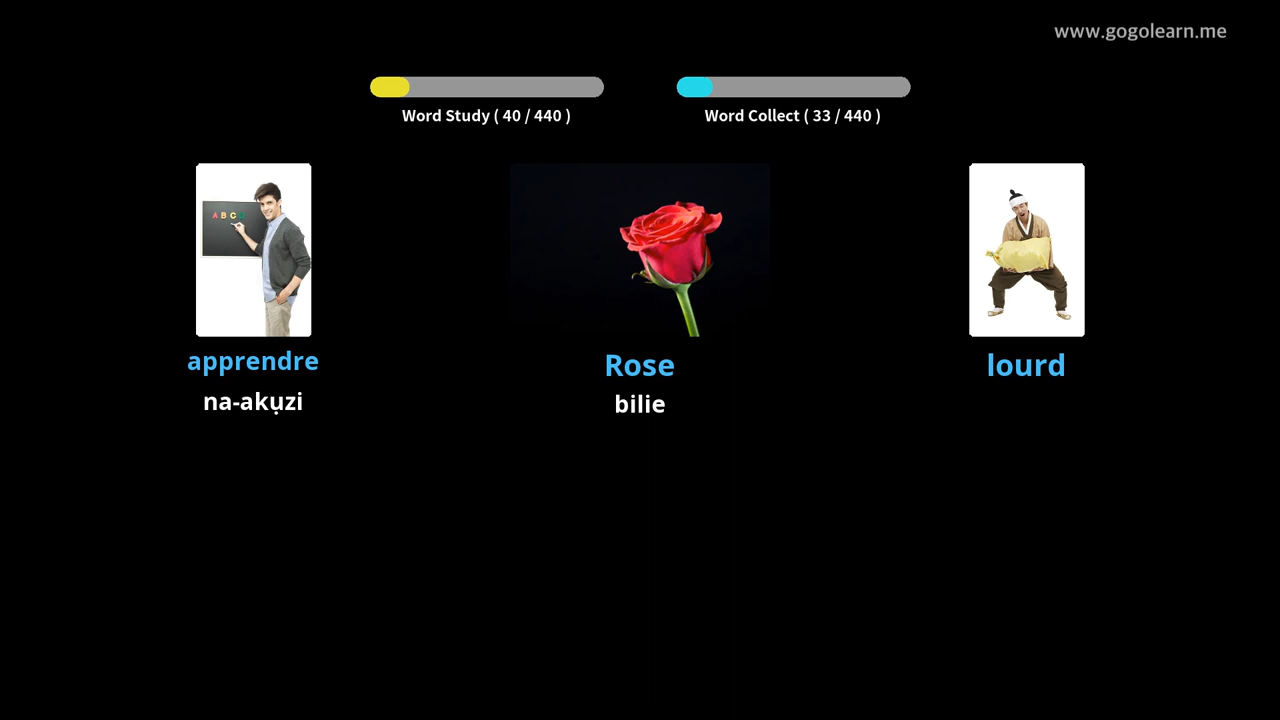 www.gogolearn.me
Word Study ( 40 / 440 )
Word Collect ( 33 / 440 )
A B C D
apprendre
na-akụzi
Rose
bilie
lourd